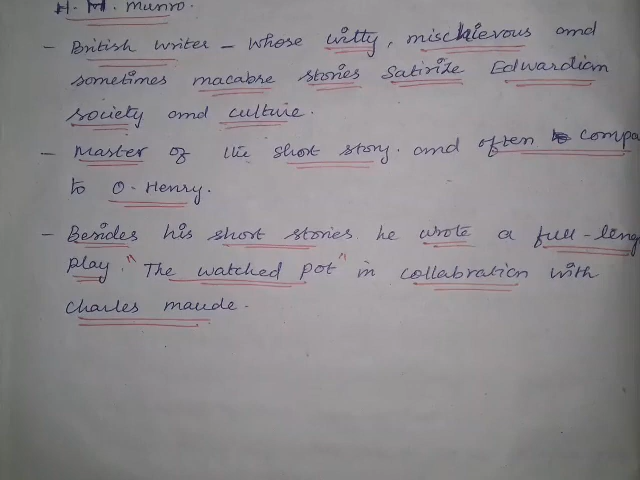 H. H. Munro.
- British writer - whose witty, mischievous and
sometimes macabre stories satirize Edwardian
society and culture.
- Master of the short story. and often compa
to O. Henry.
- Besides his short stories he wrote a full-leng
play. "The watched pot" in collabration with
Charles maude.